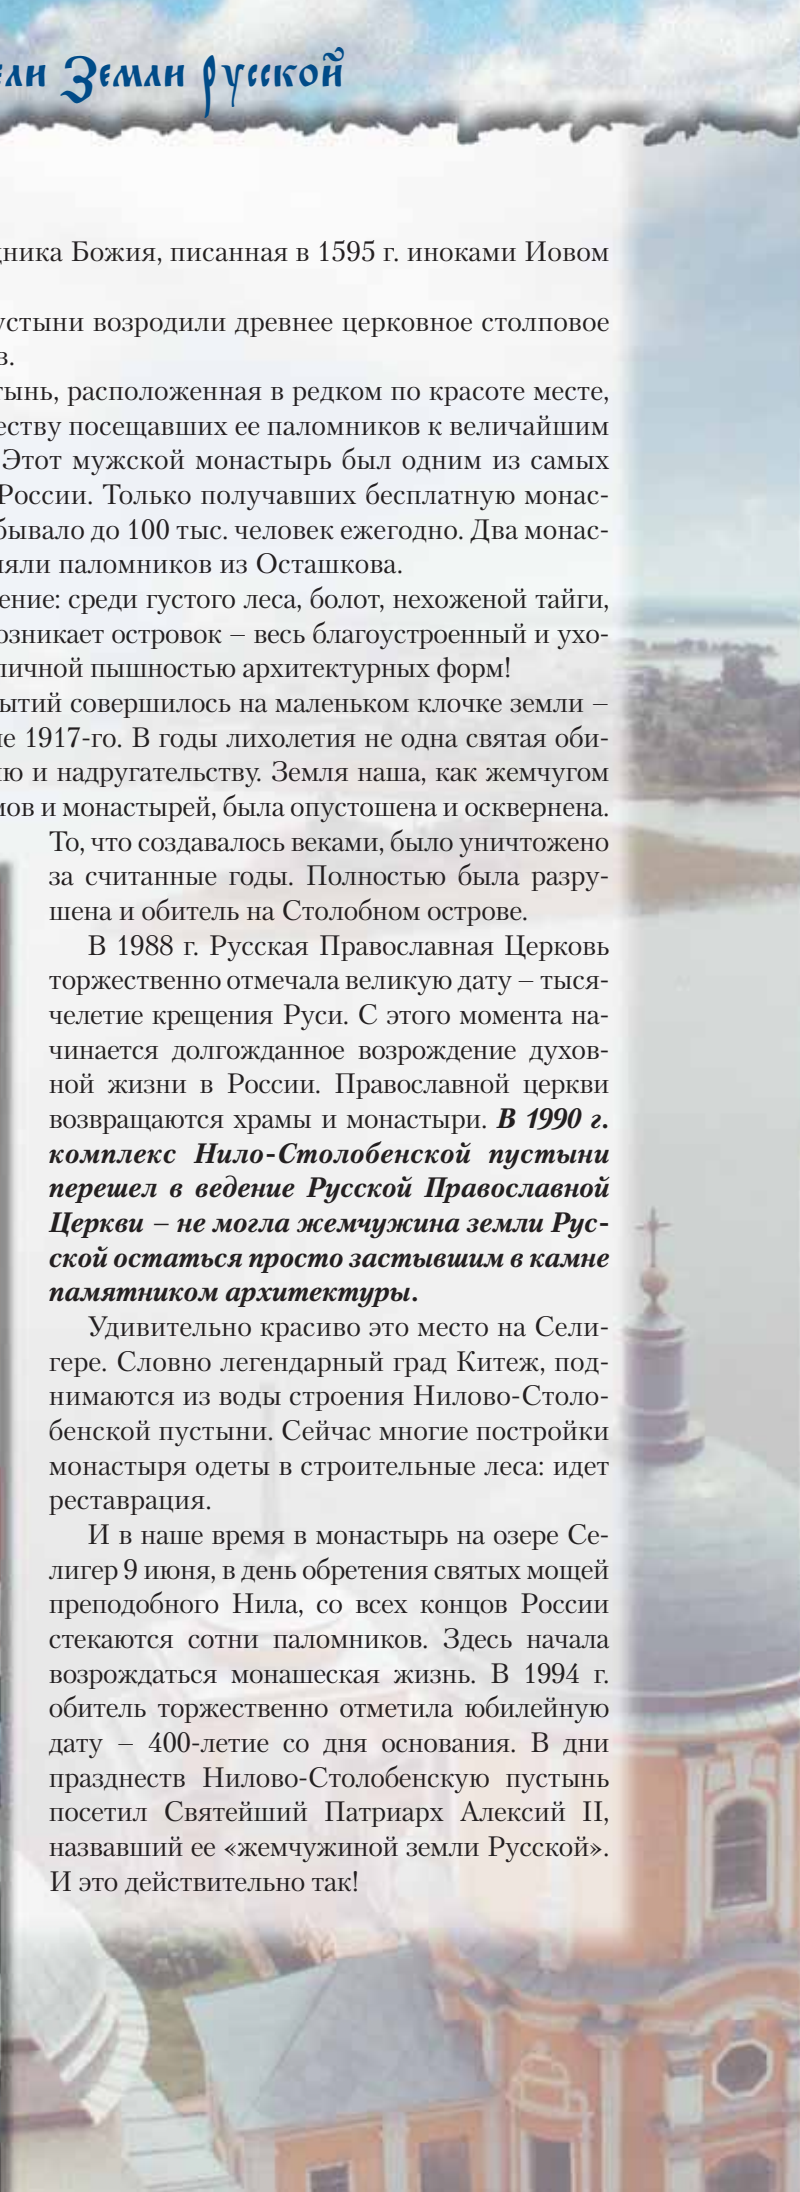 Земли Русской
Божия, писанная в 1595 г. иноками Иовом
возродили древнее церковное столповое
расположенная в редком по красоте месте,
посещавших ее паломников к величайшим
Этот мужской монастырь был одним из самых
России. Только получавших бесплатную монас-
до 100 тыс. человек ежегодно. Два монас-
паломников из Осташкова.
среди густого леса, болот, нехоженой тайги,
островок – весь благоустроенный и ухо-
пышностью архитектурных форм!
совершилось на маленьком клочке земли –
1917-го. В годы лихолетия не одна святая оби-
и надругательству. Земля наша, как жемчугом
и монастырей, была опустошена и осквернена.
То, что создавалось веками, было уничтожено
за считанные годы. Полностью была разру-
шена и обитель на Столобном острове.
В 1988 г. Русская Православная Церковь
торжественно отмечала великую дату – тыся-
челетие крещения Руси. С этого момента на-
чинается долгожданное возрождение духов-
ной жизни в России. Православной церкви
возвращаются храмы и монастыри. В 1990 г.
комплекс Нило-Столобенской пустыни
перешел в ведение Русской Православной
Церкви – не могла жемчужина земли Рус-
ской остаться просто застывшим в камне
памятником архитектуры.
Удивительно красиво это место на Сели-
гере. Словно легендарный град Китеж, под-
нимаются из воды строения Нилово-Столо-
бенской пустыни. Сейчас многие постройки
монастыря одеты в строительные леса: идет
реставрация.
И в наше время в монастырь на озере Се-
лигер 9 июня, в день обретения святых мощей
преподобного Нила, со всех концов России
стекаются сотни паломников. Здесь начала
возрождаться монашеская жизнь. В 1994 г.
обитель торжественно отметила юбилейную
дату – 400-летие со дня основания. В дни
празднеств Нилово-Столобенскую пустынь
посетил Святейший Патриарх Алексий II,
назвавший ее «жемчужиной земли Русской».
И это действительно так!